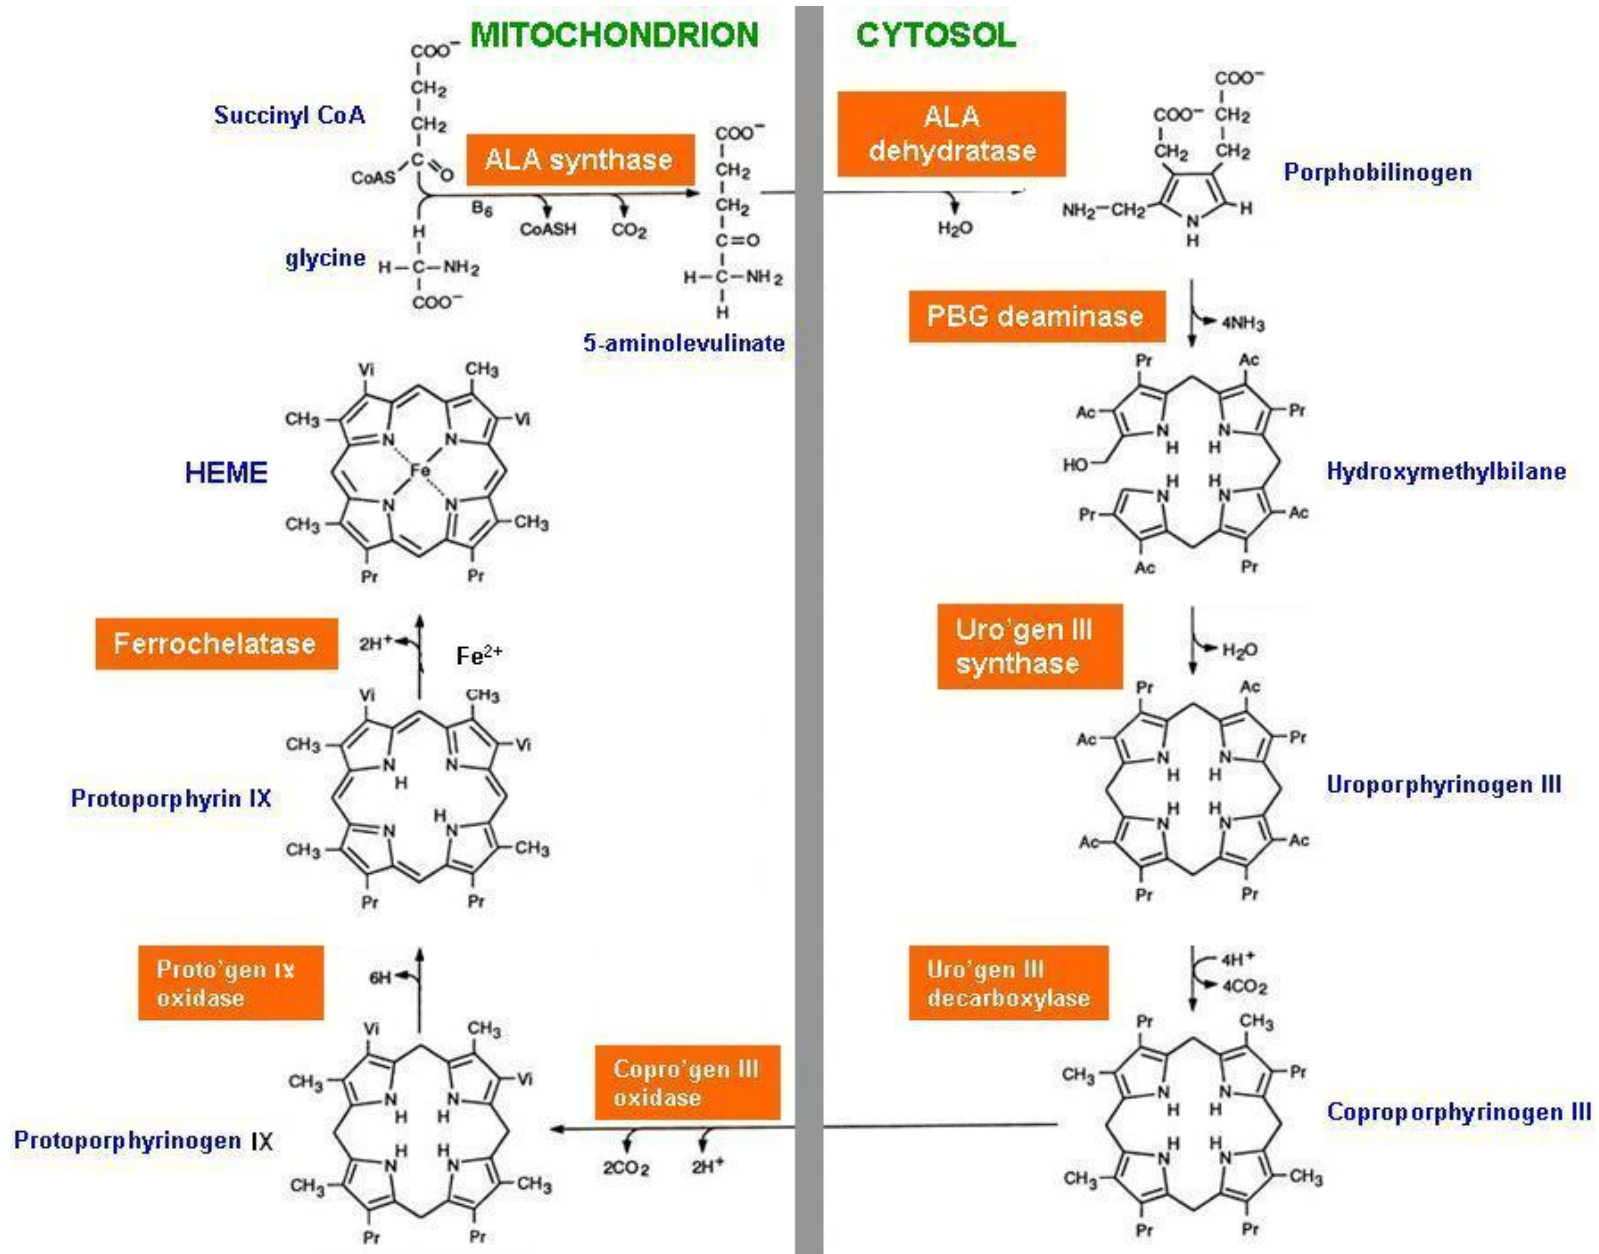 MITOCHONDRION
CYTOSOL
COO⁻
CH₂
CH₂
Succinyl CoA
C
O
CoAS
ALA synthase
B₆
CoASH
CO₂
H
glycine
H–C–NH₂
COO⁻
COO⁻
CH₂
CH₂
C=O
H–C–NH₂
H
5-aminolevulinate
ALA
dehydratase
H₂O
COO⁻
COO⁻
CH₂
CH₂
CH₂
NH₂–CH₂
N
H
H
Porphobilinogen
PBG deaminase
4NH₃
Pr
Ac
Ac
Pr
N
N
H
H
HO
H
H
N
N
Pr
Ac
Ac
Pr
Hydroxymethylbilane
Uro'gen III
synthase
H₂O
Pr
Ac
Ac
Pr
N
N
H
H
H
H
N
N
Ac
Ac
Pr
Pr
Uroporphyrinogen III
Uro'gen III
decarboxylase
4H⁺
4CO₂
Pr
CH₃
CH₃
Pr
N
N
H
H
H
H
N
N
CH₃
CH₃
Pr
Pr
Coproporphyrinogen III
Copro'gen III
oxidase
2CO₂
2H⁺
Vi
CH₃
CH₃
Vi
N
N
H
H
H
H
N
N
CH₃
CH₃
Pr
Pr
Protoporphyrinogen IX
Proto'gen IX
oxidase
6H
Vi
CH₃
CH₃
Vi
N
N
H
H
N
N
CH₃
CH₃
Pr
Pr
Protoporphyrin IX
Ferrochelatase
2H⁺
Fe²⁺
Vi
CH₃
CH₃
Vi
N
N
Fe
N
N
CH₃
CH₃
Pr
Pr
HEME